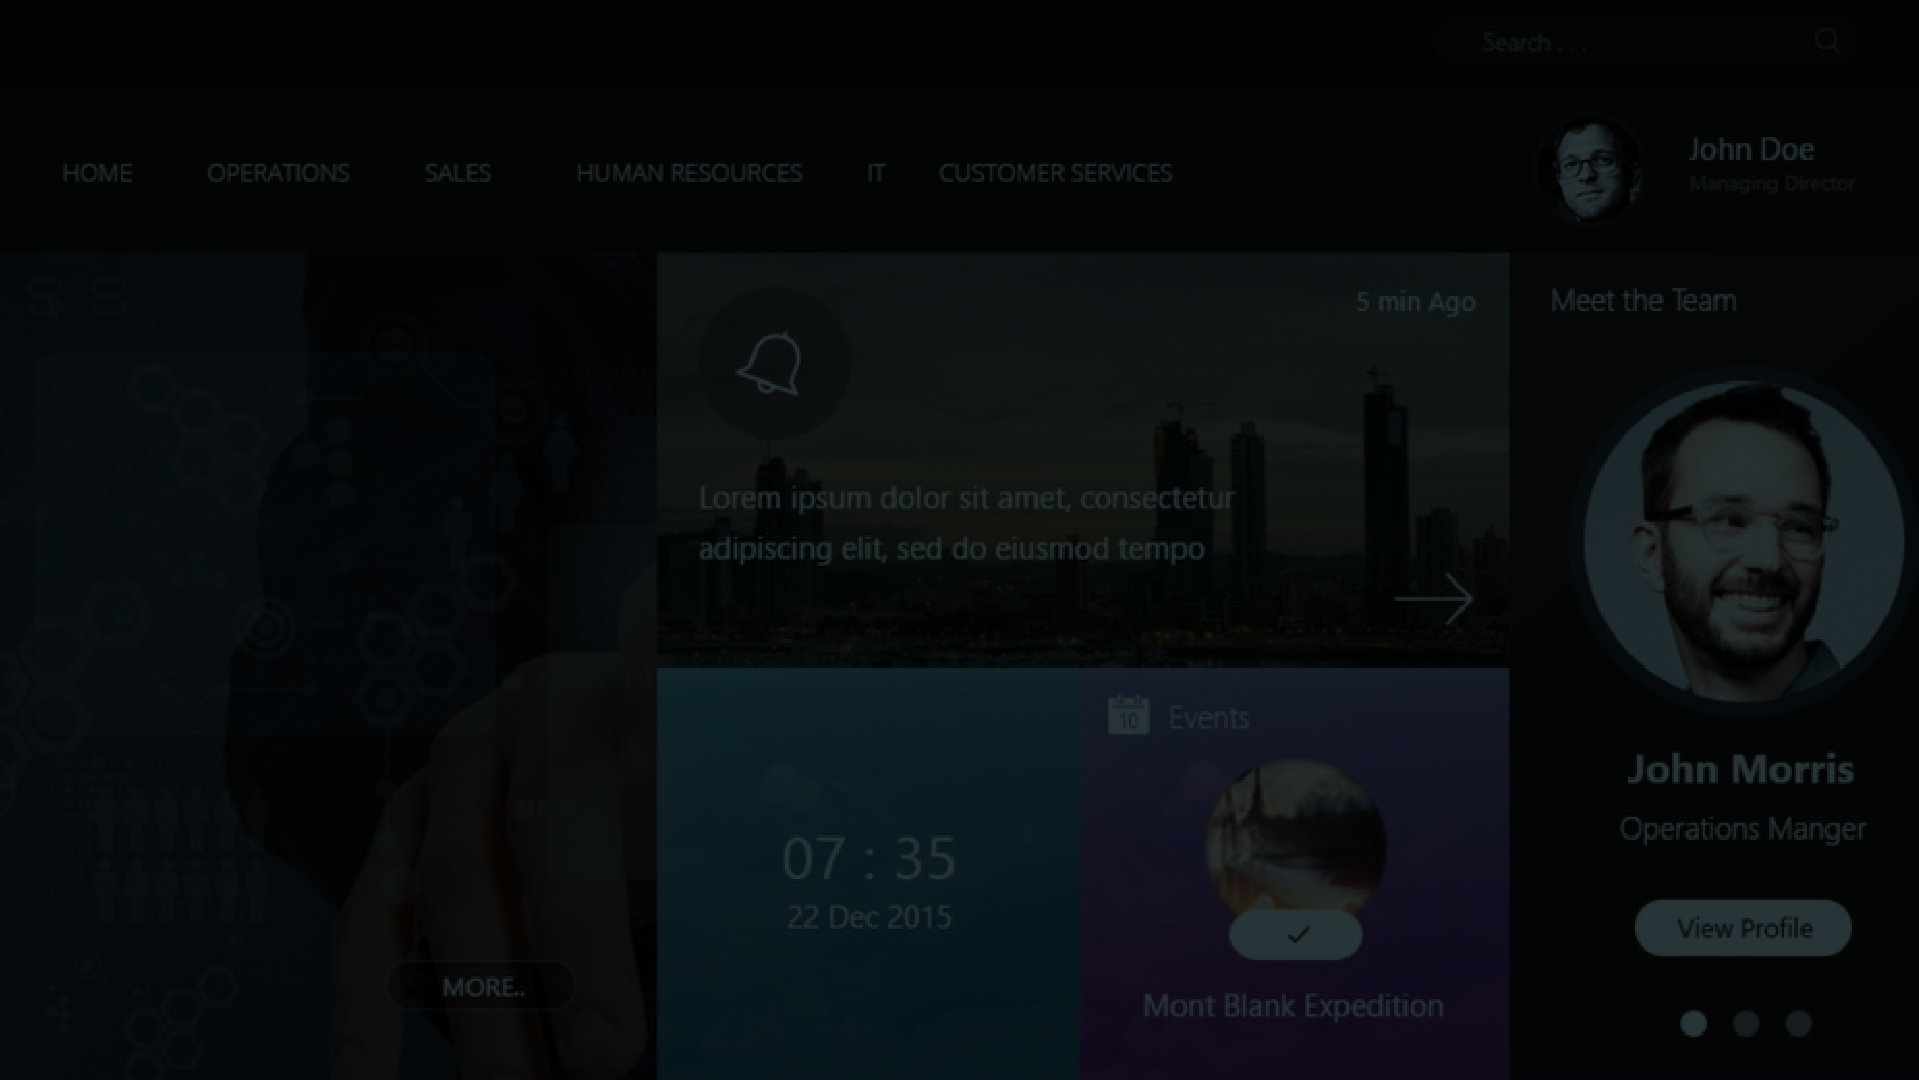 Search . . .
HOME OPERATIONS SALES HUMAN RESOURCES IT CUSTOMER SERVICES
John Doe
Managing Director
S S
5 min Ago
Lorem ipsum dolor sit amet, consectetur
adipiscing elit, sed do eiusmod tempo
MORE..
07 : 35
22 Dec 2015
10 Events
Mont Blank Expedition
Meet the Team
John Morris
Operations Manger
View Profile